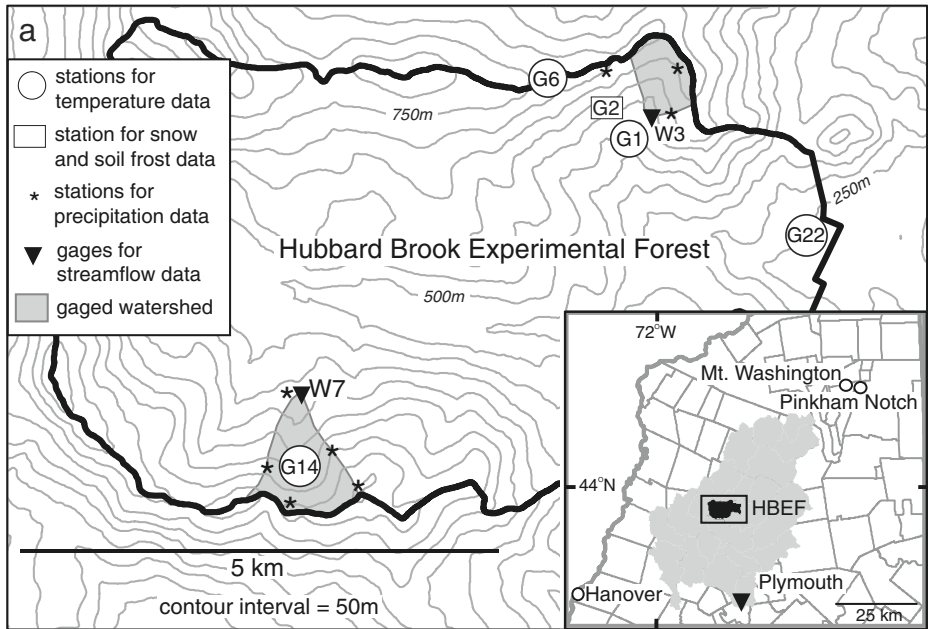 a
stations for
temperature data
station for snow
and soil frost data
* stations for
precipitation data
gages for
streamflow data
gaged watershed
G6
G2
G1
W3
750m
250m
G22
Hubbard Brook Experimental Forest
500m
W7
G14
5 km
contour interval = 50m
72°W
Mt. Washington
Pinkham Notch
44°N
HBEF
Plymouth
Hanover
25 km